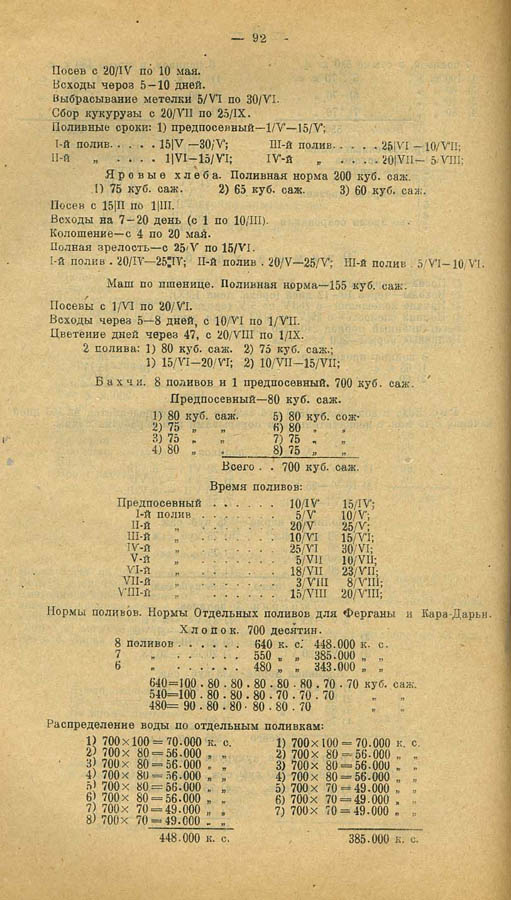 — 92 -
Посев с 20/IV по 10 мая.
Всходы через 5—10 дней.
Выбрасывание метелки 5/VI по 30/VI.
Сбор кукурузы с 20/VII по 25/IX.
Поливные сроки: 1) предпосевный—1/V—15/V;
I-й полив. . . . . 15|V —30/V; III-й полив. . . . . 25|VI —10/VII;
II-й „ . . . . 1|VI—15/VI; IV-й „ . . . . 20|VII— 5/VIII;
Яровые хлеба. Поливная норма 200 куб. саж.
1) 75 куб. саж. 2) 65 куб. саж. 3) 60 куб. саж.
Посев с 15|II по 1|III.
Всходы на 7—20 день (с 1 по 10/III).
Колошение—с 4 по 20 май.
Полная зрелость—с 25/V по 15/VI.
I-й полив . 20/IV—25/IV; II-й полив . 20/V—25/V; III-й полив . 5/VI—10/VI.
Маш по пшенице. Поливная норма—155 куб. саж.
Посевы с 1/VI по 20/VI.
Всходы через 5—8 дней, с 10/VI по 1/VII.
Цветение дней через 47, с 20/VIII по 1/IX.
2 полива: 1) 80 куб. саж. 2) 75 куб. саж.;
1) 15/VI—20/VI; 2) 10/VII—15/VII;
Бахчи. 8 поливов и 1 предпосевный. 700 куб. саж.
Предпосевный—80 куб. саж.
1) 80 куб. саж. 5) 80 куб. сож.
2) 75 „ „ 6) 80 „ „
3) 75 „ „ 7) 75 „ „
4) 80 „ „ 8) 75 „ „
Всего . . 700 куб. саж.
Время поливов:
Предпосевный . . . . . . 10/IV 15/IV;
I-й полив . . . . . . . 5/V 10/V;
II-й „ . . . . . . 20/V 25/V;
III-й „ . . . . . . 10/VI 15/VI;
IV-й „ . . . . . . 25/VI 30/VI;
V-й „ . . . . . . 5/VII 10/VII;
VI-й „ . . . . . . 18/VII 23/VII;
VII-й „ . . . . . . 3/VIII 8/VIII;
VIII-й „ . . . . . . 15/VIII 20/VIII;
Нормы поливов. Нормы Отдельных поливов для Ферганы и Кара-Дарьи.
Хлопок. 700 десятин.
8 поливов . . . . . . 640 к. с. 448.000 к. с.
7 „ . . . . . . 550 „ „ 385.000 „ „
6 „ . . . . . . 480 „ „ 343.000 „ „
640=100 . 80 . 80 . 80 . 80 . 80 . 70 . 70 куб. саж.
540=100 . 80 . 80 . 80 . 70 . 70 . 70 „ „
480= 90 . 80 . 80 . 80 . 80 . 70 „ „
Распределение воды по отдельным поливкам:
1) 700×100 = 70.000 к. с. 1) 700×100 = 70.000 к. с.
2) 700× 80 = 56.000 „ „ 2) 700× 80 = 56.000 „ „
3) 700× 80 = 56.000 „ „ 3) 700× 80 = 56.000 „ „
4) 700× 80 = 56.000 „ „ 4) 700× 80 = 56.000 „ „
5) 700× 80 = 56.000 „ „ 5) 700× 70 = 49.000 „ „
6) 700× 80 = 56.000 „ „ 6) 700× 70 = 49.000 „ „
7) 700× 70 = 49.000 „ „ 7) 700× 70 = 49.000 „ „
8) 700× 70 = 49.000 „ „
448.000 к. с. 385.000 к. с.